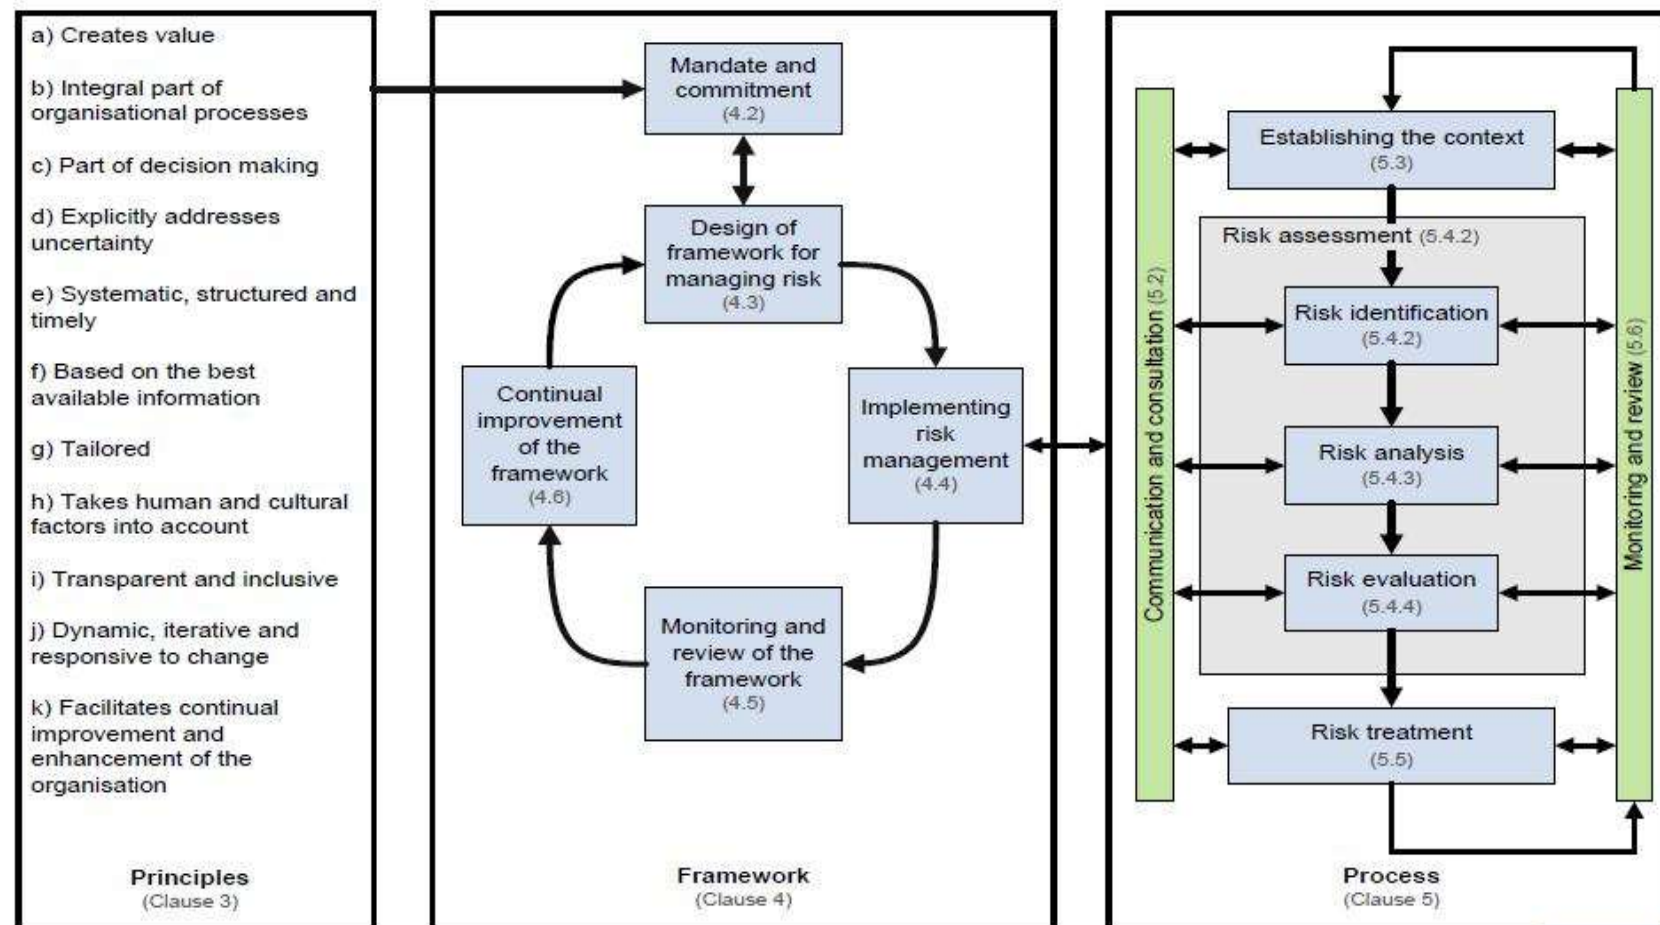 a) Creates value
b) Integral part of
organisational processes
c) Part of decision making
d) Explicitly addresses
uncertainty
e) Systematic, structured and
timely
f) Based on the best
available information
g) Tailored
h) Takes human and cultural
factors into account
i) Transparent and inclusive
j) Dynamic, iterative and
responsive to change
k) Facilitates continual
improvement and
enhancement of the
organisation
Principles
(Clause 3)
Mandate and
commitment
(4.2)
Design of
framework for
managing risk
(4.3)
Continual
improvement
of the
framework
(4.6)
Implementing
risk
management
(4.4)
Monitoring and
review of the
framework
(4.5)
Framework
(Clause 4)
Communication and consultation (5.2)
Establishing the context
(5.3)
Risk assessment (5.4.2)
Risk identification
(5.4.2)
Risk analysis
(5.4.3)
Risk evaluation
(5.4.4)
Risk treatment
(5.5)
Monitoring and review (5.6)
Process
(Clause 5)